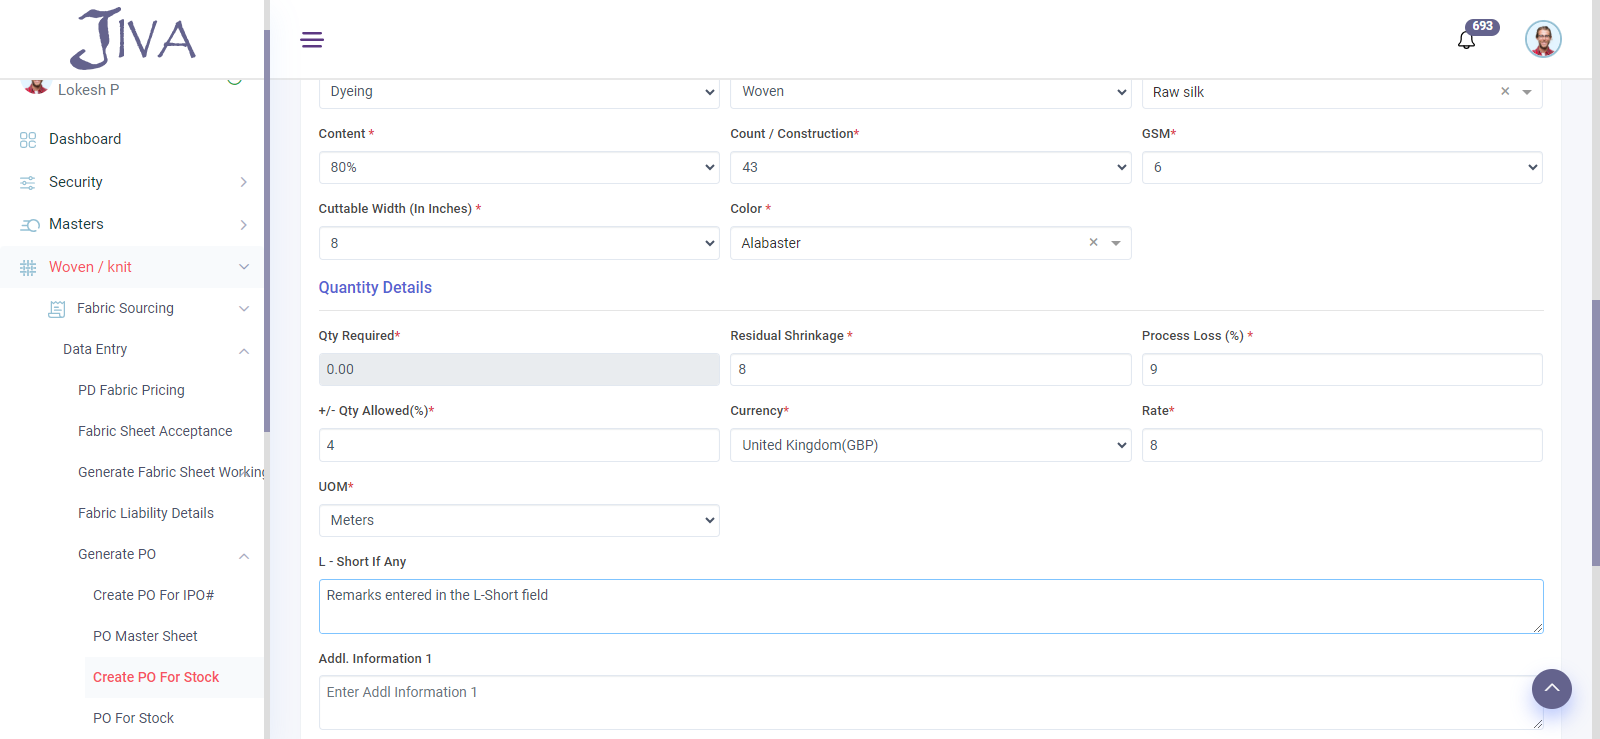 JIVA
693
Lokesh P
Dashboard
Security
Masters
Woven / knit
Fabric Sourcing
Data Entry
PD Fabric Pricing
Fabric Sheet Acceptance
Generate Fabric Sheet Working
Fabric Liability Details
Generate PO
Create PO For IPO#
PO Master Sheet
Create PO For Stock
PO For Stock
Dyeing
Woven
Raw silk
Content *
Count / Construction*
GSM*
80%
43
6
Cuttable Width (In Inches) *
Color *
8
Alabaster
Quantity Details
Qty Required*
Residual Shrinkage *
Process Loss (%) *
0.00
8
9
+/- Qty Allowed(%)*
Currency*
Rate*
4
United Kingdom(GBP)
8
UOM*
Meters
L - Short If Any
Remarks entered in the L-Short field
Addl. Information 1
Enter Addl Information 1